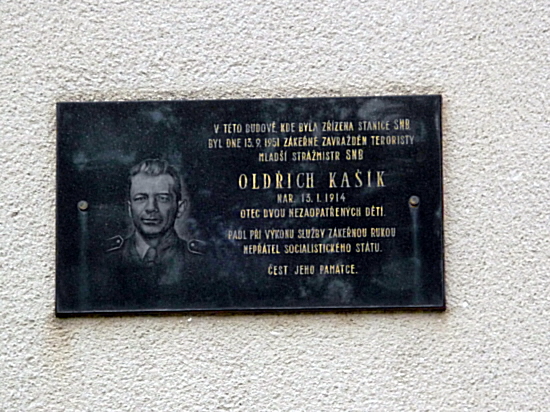 V TÉTO BUDOVĚ, KDE BYLA ZŘÍZENA STANICE SNB
BYL DNE 13. 9. 1951 ZÁKEŘNĚ ZAVRAŽDĚN TERORISTY
MLADŠÍ STRÁŽMISTR SNB
OLDŘICH KAŠÍK
NAR. 13. 1. 1914
OTEC DVOU NEZAOPATŘENÝCH DĚTÍ.
PADL PŘI VÝKONU SLUŽBY ZÁKEŘNOU RUKOU
NEPŘÁTEL SOCIALISTICKÉHO STÁTU.
ČEST JEHO PAMÁTCE.